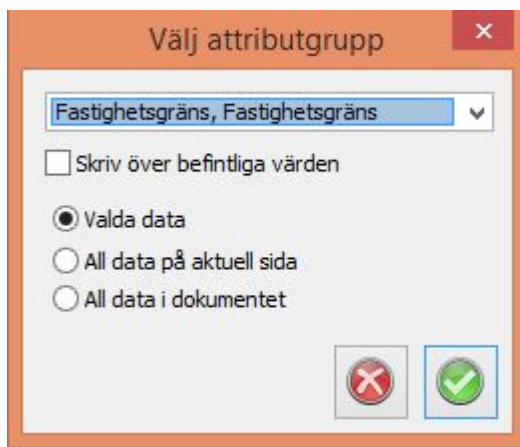 Välj attributgrupp
Fastighetsgräns, Fastighetsgräns
Skriv över befintliga värden
Valda data
All data på aktuell sida
All data i dokumentet